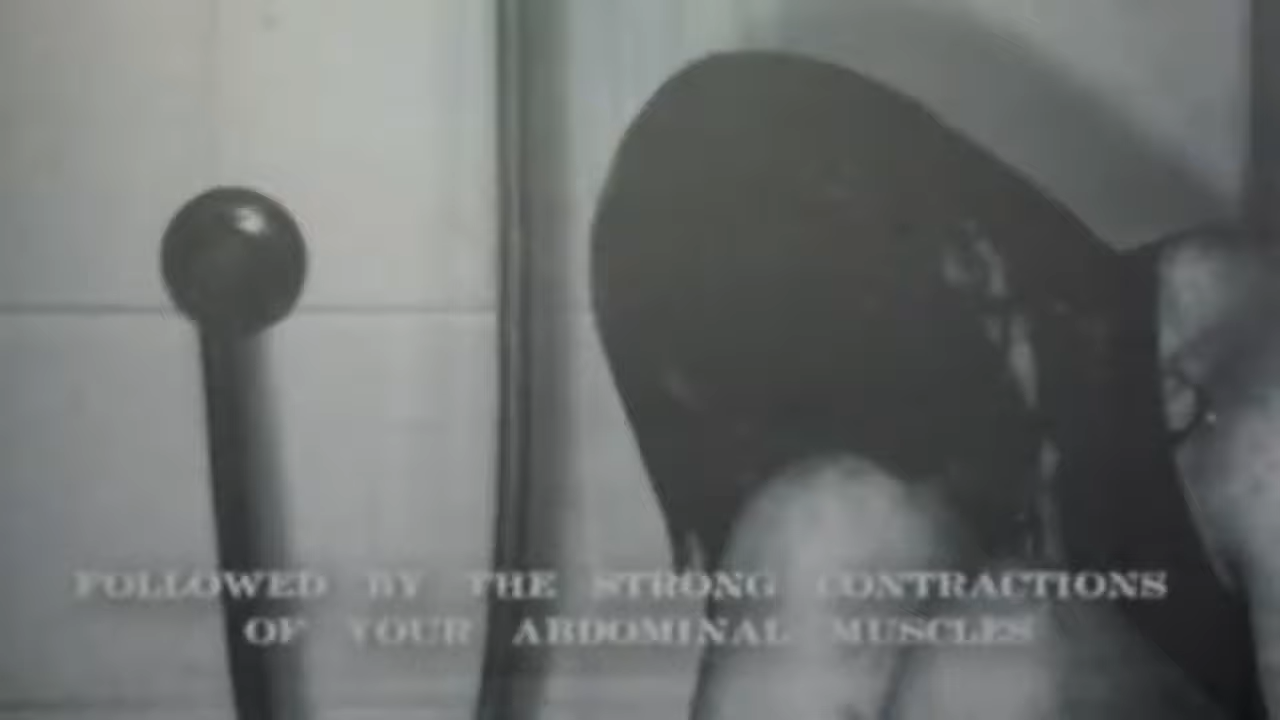 FOLLOWED BY THE STRONG CONTRACTIONS
OF YOUR ABDOMINAL MUSCLES